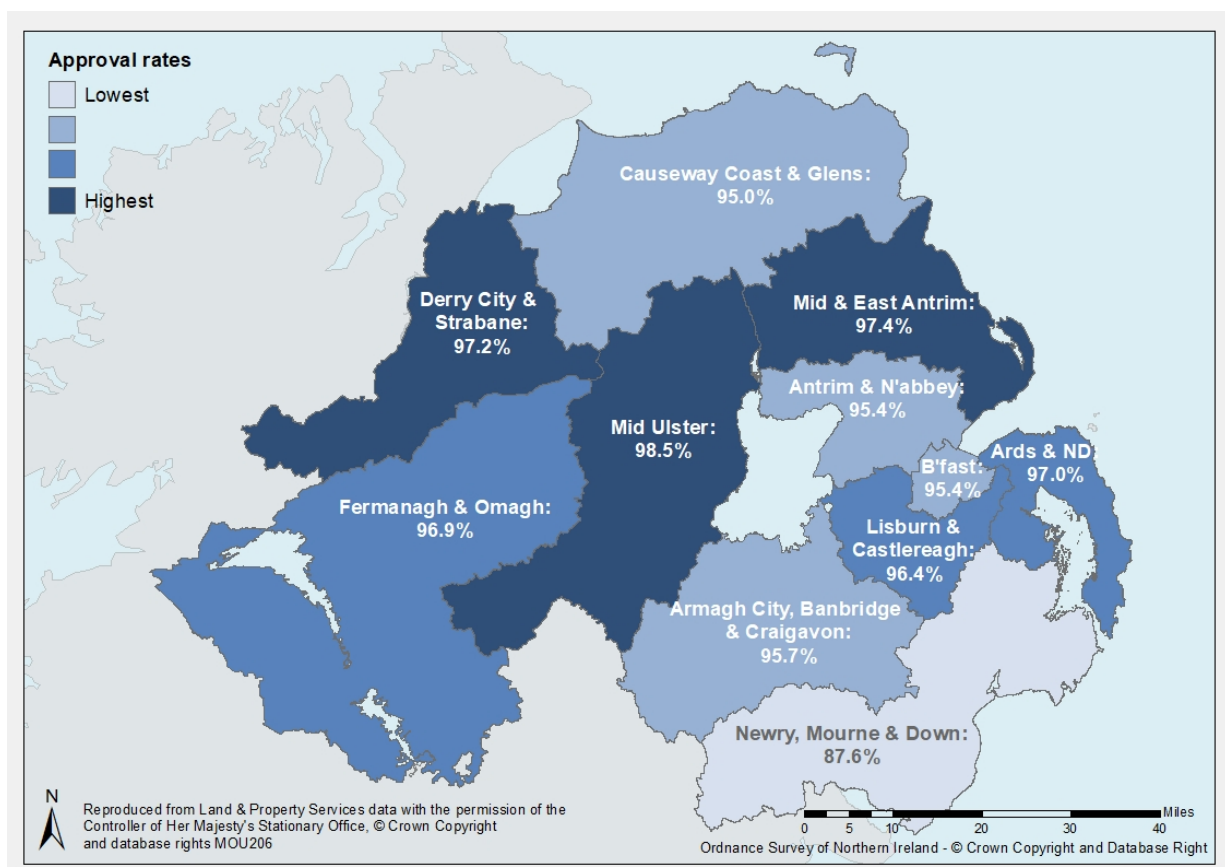 Approval rates
Lowest
Highest
Causeway Coast & Glens:
95.0%
Derry City &
Strabane:
97.2%
Mid & East Antrim:
97.4%
Antrim & N'abbey:
95.4%
Mid Ulster:
98.5%
B'fast:
95.4%
Ards & ND:
97.0%
Fermanagh & Omagh:
96.9%
Lisburn &
Castlereagh:
96.4%
Armagh City, Banbridge
& Craigavon:
95.7%
Newry, Mourne & Down:
87.6%
N
Reproduced from Land & Property Services data with the permission of the
Controller of Her Majesty's Stationary Office, © Crown Copyright
and database rights MOU206
Miles
0 5 10 20 30 40
Ordnance Survey of Northern Ireland - © Crown Copyright and Database Right